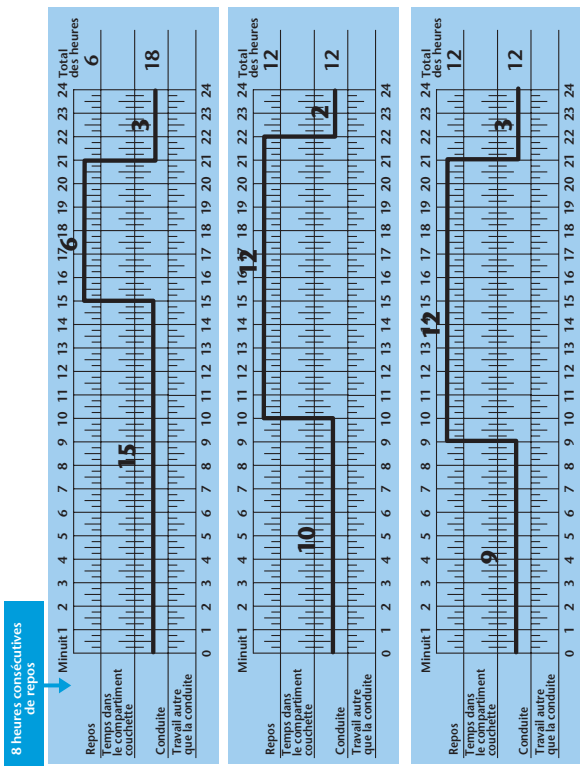 8 heures consécutives
de repos
Minuit 1 2 3 4 5 6 7 8 9 10 11 12 13 14 15 16 17 18 19 20 21 22 23 24
Total
des heures
Repos
6
6
Temps dans
le compartiment
couchette
Conduite
15
3
18
Travail autre
que la conduite
0 1 2 3 4 5 6 7 8 9 10 11 12 13 14 15 16 17 18 19 20 21 22 23 24
Minuit 1 2 3 4 5 6 7 8 9 10 11 12 13 14 15 16 17 18 19 20 21 22 23 24
Total
des heures
Repos
12
12
Temps dans
le compartiment
couchette
Conduite
10
2
12
Travail autre
que la conduite
0 1 2 3 4 5 6 7 8 9 10 11 12 13 14 15 16 17 18 19 20 21 22 23 24
Minuit 1 2 3 4 5 6 7 8 9 10 11 12 13 14 15 16 17 18 19 20 21 22 23 24
Total
des heures
Repos
12
12
Temps dans
le compartiment
couchette
Conduite
9
3
12
Travail autre
que la conduite
0 1 2 3 4 5 6 7 8 9 10 11 12 13 14 15 16 17 18 19 20 21 22 23 24